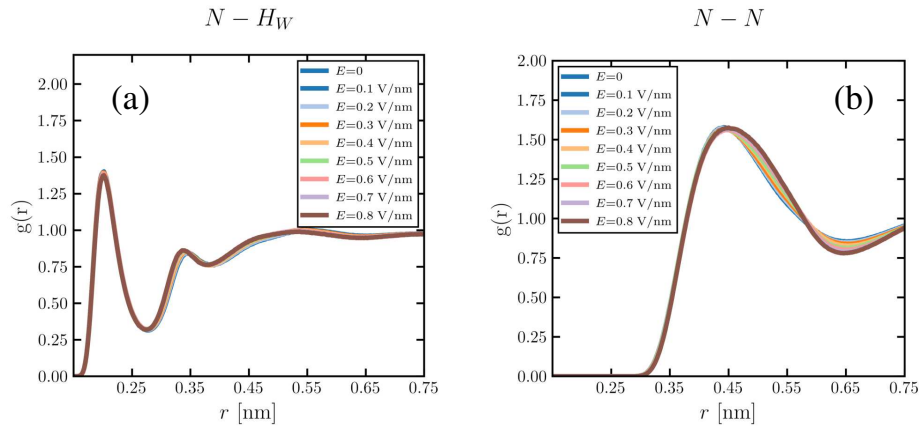 N − H_W
(a)
E=0
E=0.1 V/nm
E=0.2 V/nm
E=0.3 V/nm
E=0.4 V/nm
E=0.5 V/nm
E=0.6 V/nm
E=0.7 V/nm
E=0.8 V/nm
2.00
1.75
1.50
1.25
1.00
0.75
0.50
0.25
0.00
g(r)
0.25 0.35 0.45 0.55 0.65 0.75
r [nm]
N − N
(b)
E=0
E=0.1 V/nm
E=0.2 V/nm
E=0.3 V/nm
E=0.4 V/nm
E=0.5 V/nm
E=0.6 V/nm
E=0.7 V/nm
E=0.8 V/nm
2.00
1.75
1.50
1.25
1.00
0.75
0.50
0.25
0.00
g(r)
0.25 0.35 0.45 0.55 0.65 0.75
r [nm]